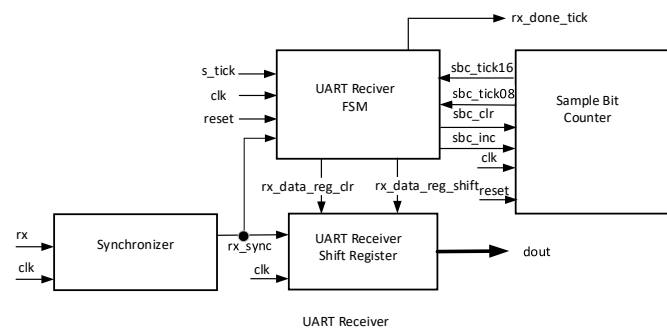 rx_done_tick
s_tick
clk
reset
UART Reciver
FSM
sbc_tick16
sbc_tick08
sbc_clr
sbc_inc
clk
reset
Sample Bit
Counter
rx_data_reg_clr
rx_data_reg_shift
rx
clk
Synchronizer
rx_sync
clk
UART Receiver
Shift Register
dout
UART Receiver